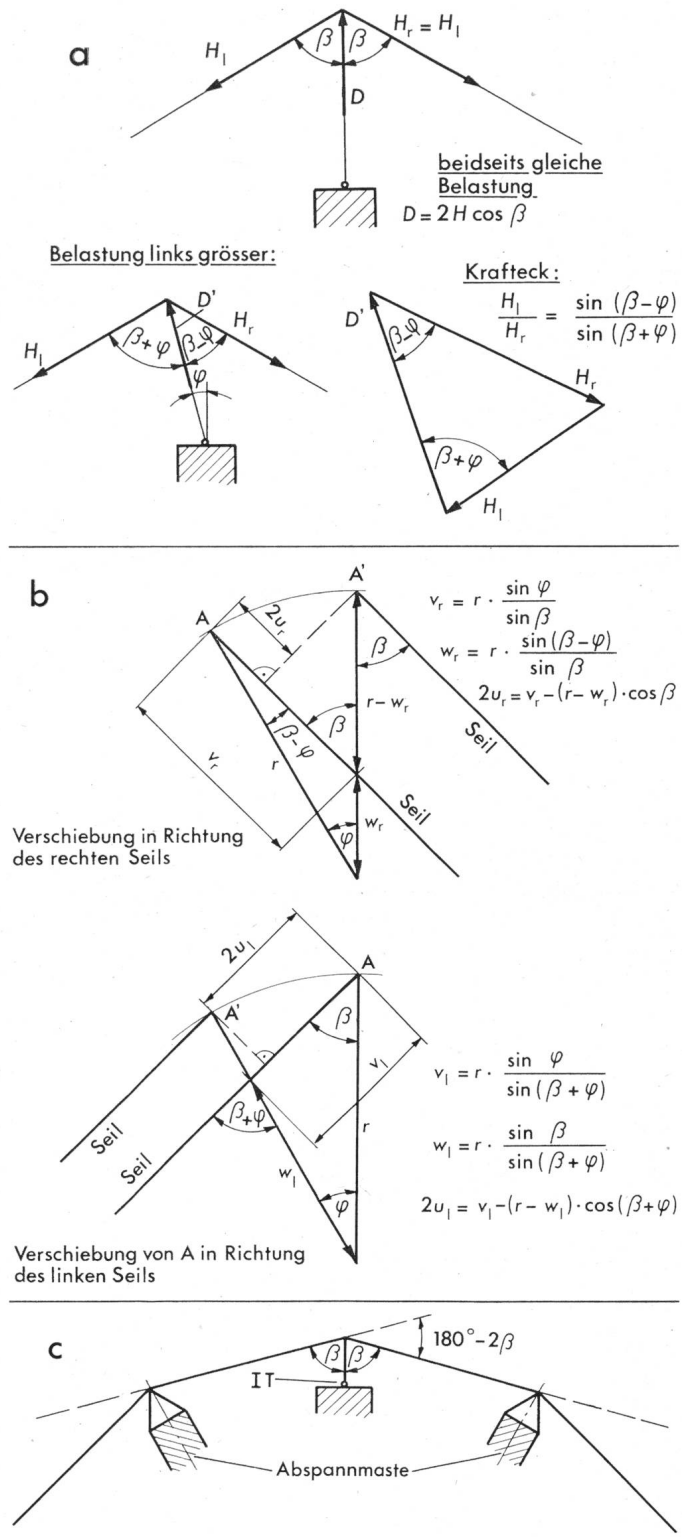 a
H_l
β
β
H_r = H_l
D
beidseits gleiche
Belastung
D = 2H cos β
Belastung links grösser:
D'
H_l
β+φ
β-φ
H_r
φ
Krafteck:
H_l / H_r = sin (β-φ) / sin (β+φ)
D'
β-φ
H_r
β+φ
H_l
b
A'
A
2u_r
β
v_r = r · sin φ / sin β
w_r = r · sin (β-φ) / sin β
2u_r = v_r-(r-w_r)·cos β
β
r-w_r
β-φ
v_r
r
Seil
Seil
φ
w_r
Verschiebung in Richtung
des rechten Seils
2u_l
A
A'
β
v_l
v_l = r · sin φ / sin (β+φ)
Seil
Seil
β+φ
r
w_l
w_l = r · sin β / sin (β+φ)
φ
2u_l = v_l-(r-w_l)·cos(β+φ)
Verschiebung von A in Richtung
des linken Seils
c
180°-2β
β
β
IT
Abspannmaste